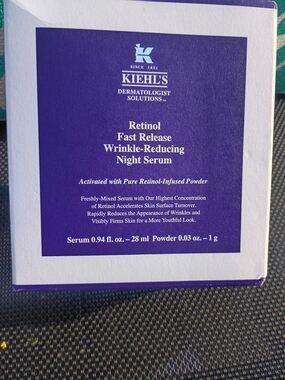 K
SINCE 1851
KIEHL'S
DERMATOLOGIST
SOLUTIONS™
Retinol
Fast Release
Wrinkle-Reducing
Night Serum
Activated with Pure Retinol-Infused Powder
Freshly-Mixed Serum with Our Highest Concentration
of Retinol Accelerates Skin Surface Turnover.
Rapidly Reduces the Appearance of Wrinkles and
Visibly Firms Skin for a More Youthful Look.
Serum 0.94 fl. oz. – 28 ml Powder 0.03 oz. – 1 g